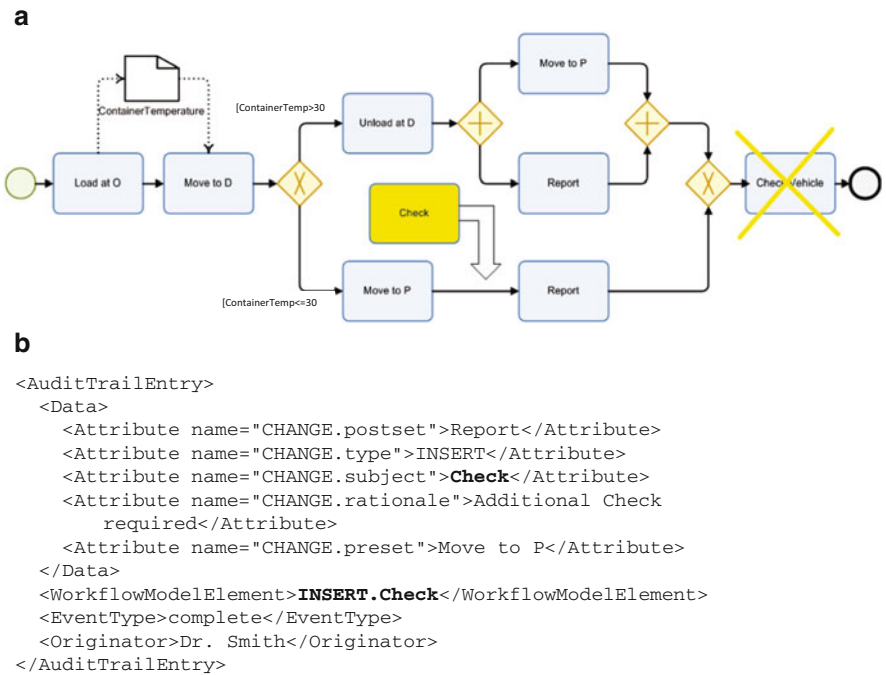 a
ContainerTemperature
[ContainerTemp>30
Move to P
Unload at D
Load at O
Move to D
X
Report
X
Check Vehicle
Check
[ContainerTemp<=30
Move to P
Report
b
<AuditTrailEntry>
<Data>
<Attribute name="CHANGE.postset">Report</Attribute>
<Attribute name="CHANGE.type">INSERT</Attribute>
<Attribute name="CHANGE.subject">Check</Attribute>
<Attribute name="CHANGE.rationale">Additional Check
required</Attribute>
<Attribute name="CHANGE.preset">Move to P</Attribute>
</Data>
<WorkflowModelElement>INSERT.Check</WorkflowModelElement>
<EventType>complete</EventType>
<Originator>Dr. Smith</Originator>
</AuditTrailEntry>